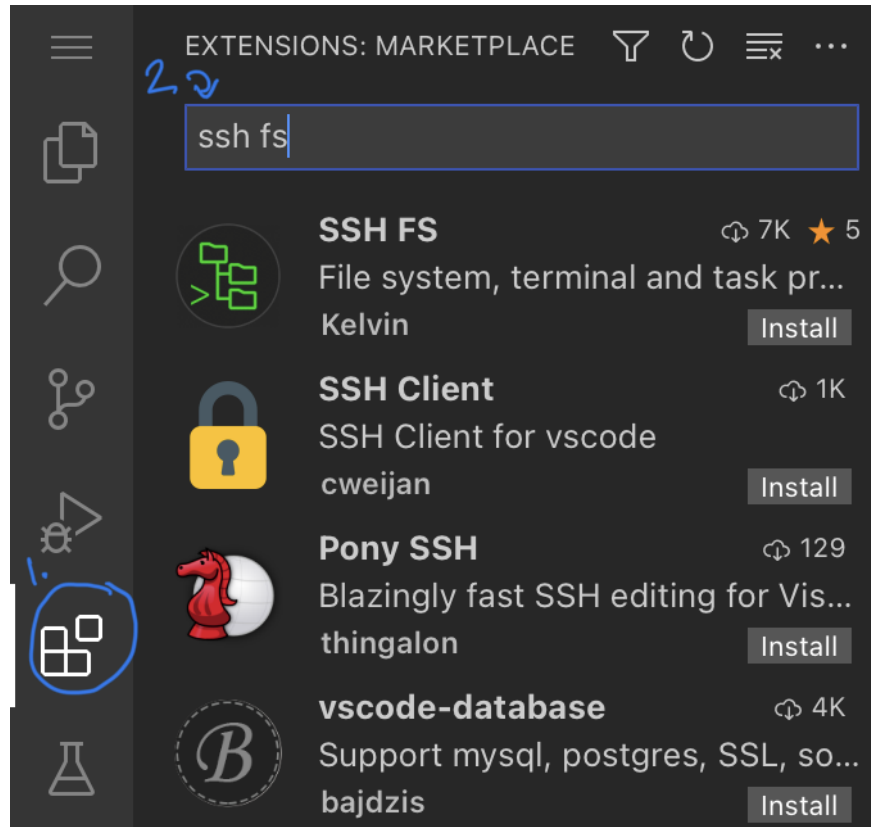 EXTENSIONS: MARKETPLACE
2.
ssh fs
SSH FS 7K ★ 5
File system, terminal and task pr...
Kelvin Install
SSH Client 1K
SSH Client for vscode
cweijan Install
Pony SSH 129
Blazingly fast SSH editing for Vis...
thingalon Install
1.
vscode-database 4K
Support mysql, postgres, SSL, so...
bajdzis Install
B